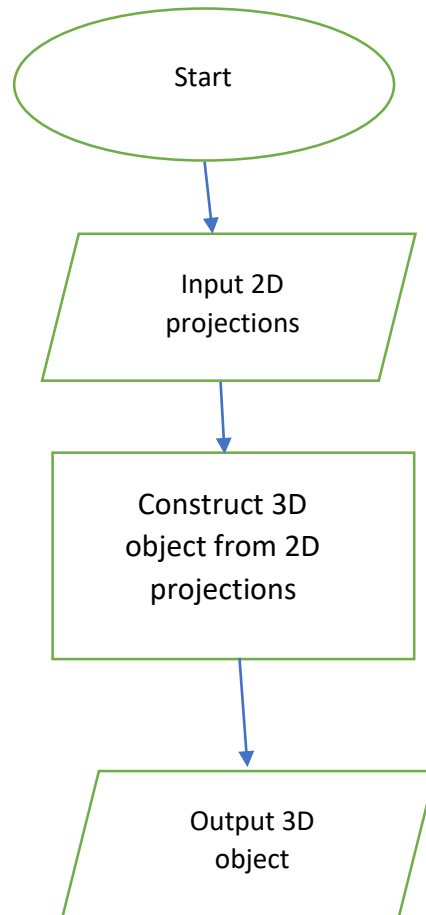 Start
Input 2D
projections
Construct 3D
object from 2D
projections
Output 3D
object